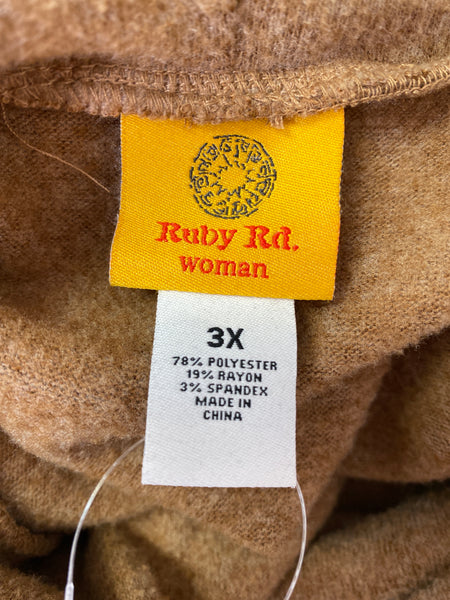 Ruby Rd.
woman
3X
78% POLYESTER
19% RAYON
3% SPANDEX
MADE IN
CHINA